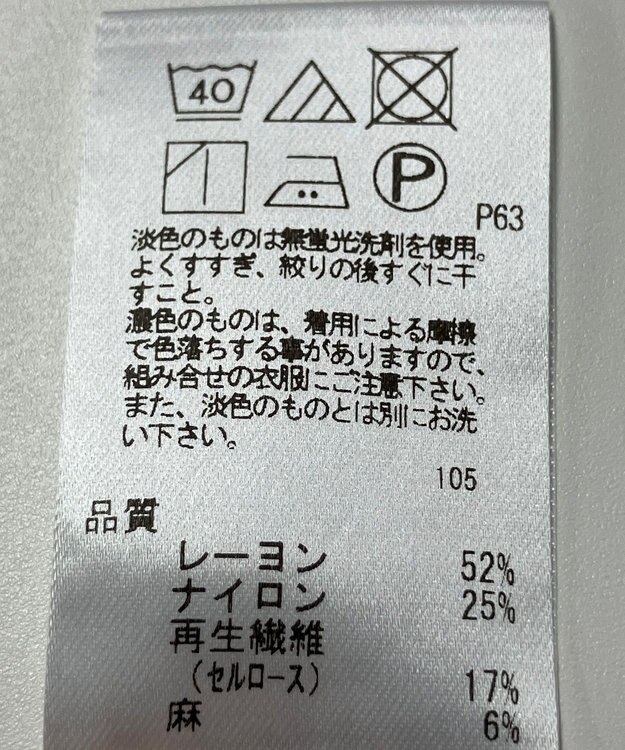 40
P
P63
淡色のものは無蛍光洗剤を使用。
よくすすぎ、絞りの後すぐに干
すこと。
濃色のものは、着用による摩擦
で色落ちする事がありますので、
組み合せの衣服にご注意下さい。
また、淡色のものとは別にお洗
い下さい。
105
品質
レーヨン 52%
ナイロン 25%
再生繊維
(セルロース) 17%
麻 6%